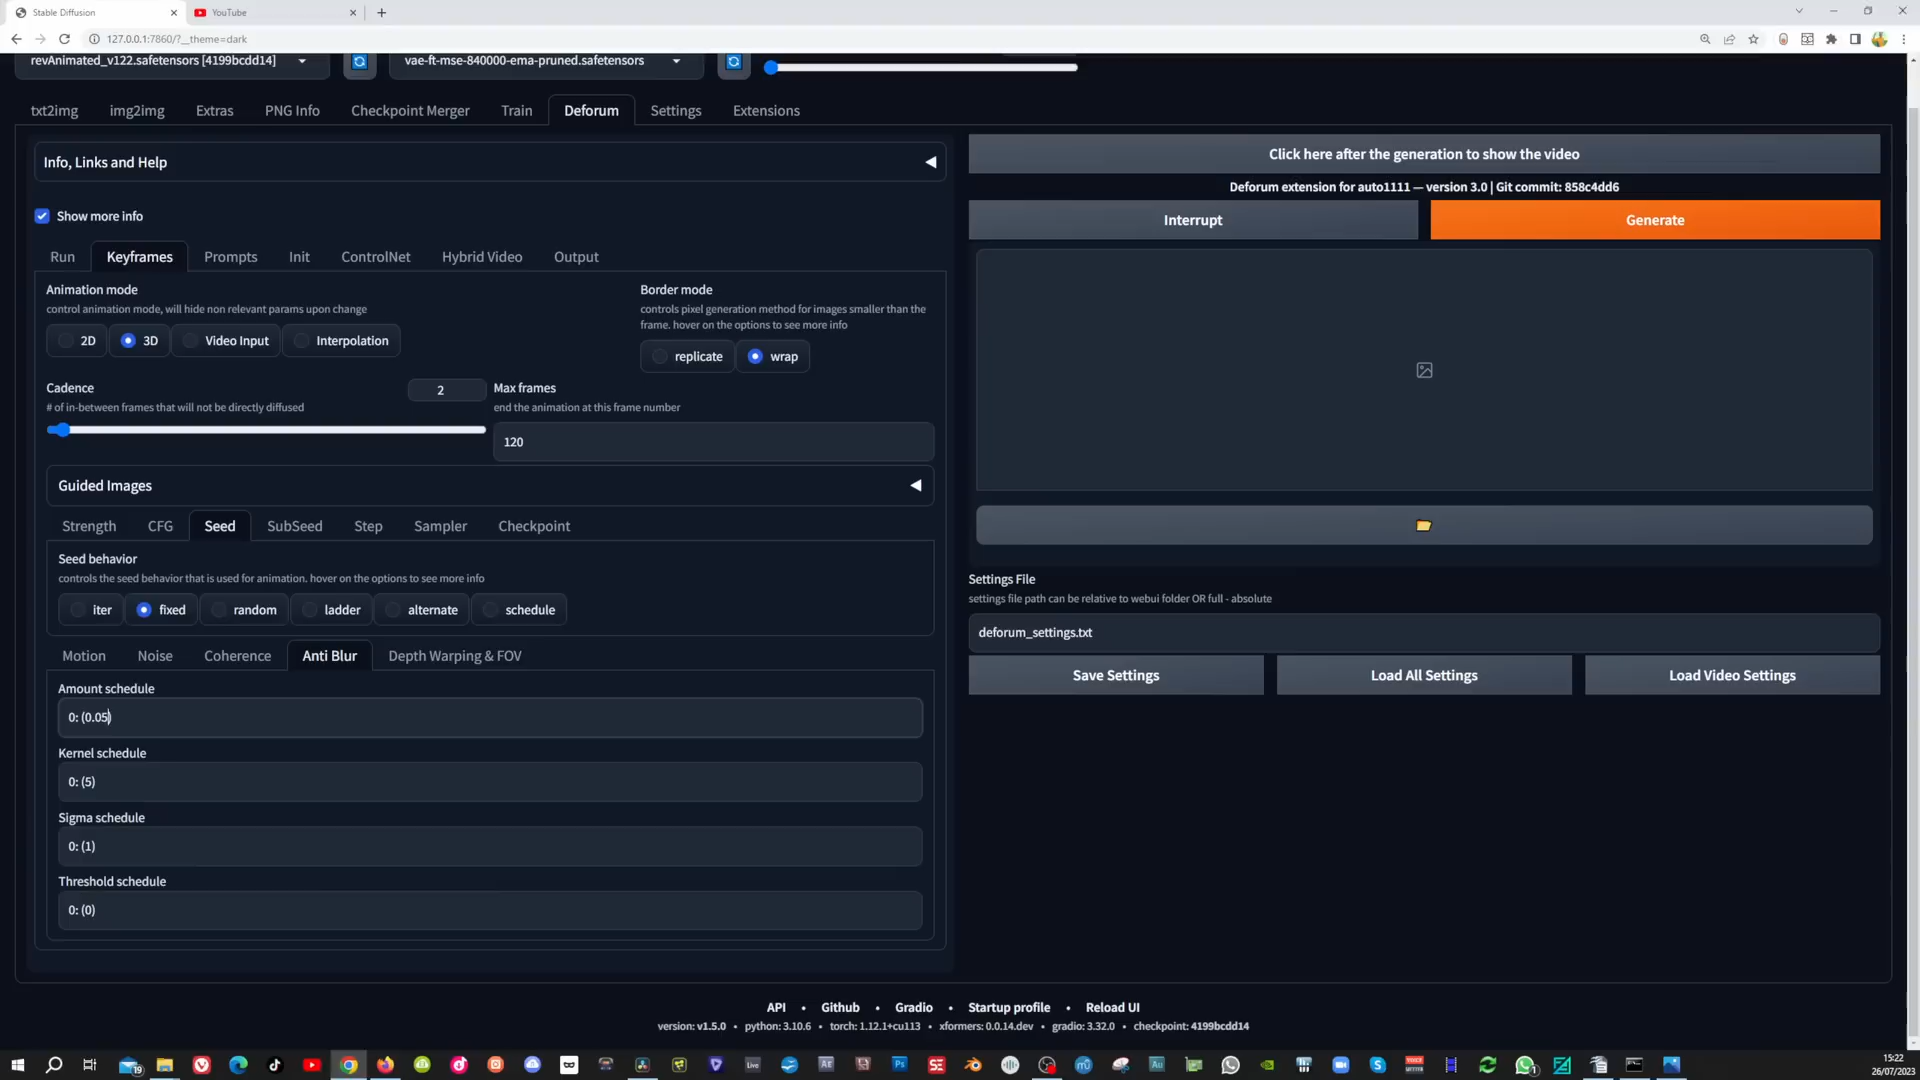 Stable Diffusion
YouTube
127.0.0.1:7860/?__theme=dark
revAnimated_v122.safetensors [4199bcdd14]
vae-ft-mse-840000-ema-pruned.safetensors
txt2img
img2img
Extras
PNG Info
Checkpoint Merger
Train
Deforum
Settings
Extensions
Info, Links and Help
Show more info
Run
Keyframes
Prompts
Init
ControlNet
Hybrid Video
Output
Animation mode
control animation mode, will hide non relevant params upon change
2D
3D
Video Input
Interpolation
Border mode
controls pixel generation method for images smaller than the
frame. hover on the options to see more info
replicate
wrap
Cadence
2
# of in-between frames that will not be directly diffused
Max frames
end the animation at this frame number
120
Guided Images
Strength
CFG
Seed
SubSeed
Step
Sampler
Checkpoint
Seed behavior
controls the seed behavior that is used for animation. hover on the options to see more info
iter
fixed
random
ladder
alternate
schedule
Motion
Noise
Coherence
Anti Blur
Depth Warping & FOV
Amount schedule
0: (0.05)
Kernel schedule
0: (5)
Sigma schedule
0: (1)
Threshold schedule
0: (0)
Click here after the generation to show the video
Deforum extension for auto1111 — version 3.0 | Git commit: 858c4dd6
Interrupt
Generate
Settings File
settings file path can be relative to webui folder OR full - absolute
deforum_settings.txt
Save Settings
Load All Settings
Load Video Settings
API • Github • Gradio • Startup profile • Reload UI
version: v1.5.0 • python: 3.10.6 • torch: 1.12.1+cu113 • xformers: 0.0.14.dev • gradio: 3.32.0 • checkpoint: 4199bcdd14
19
Live
Ae
Ps
SE
Au
1
15:22
26/07/2023